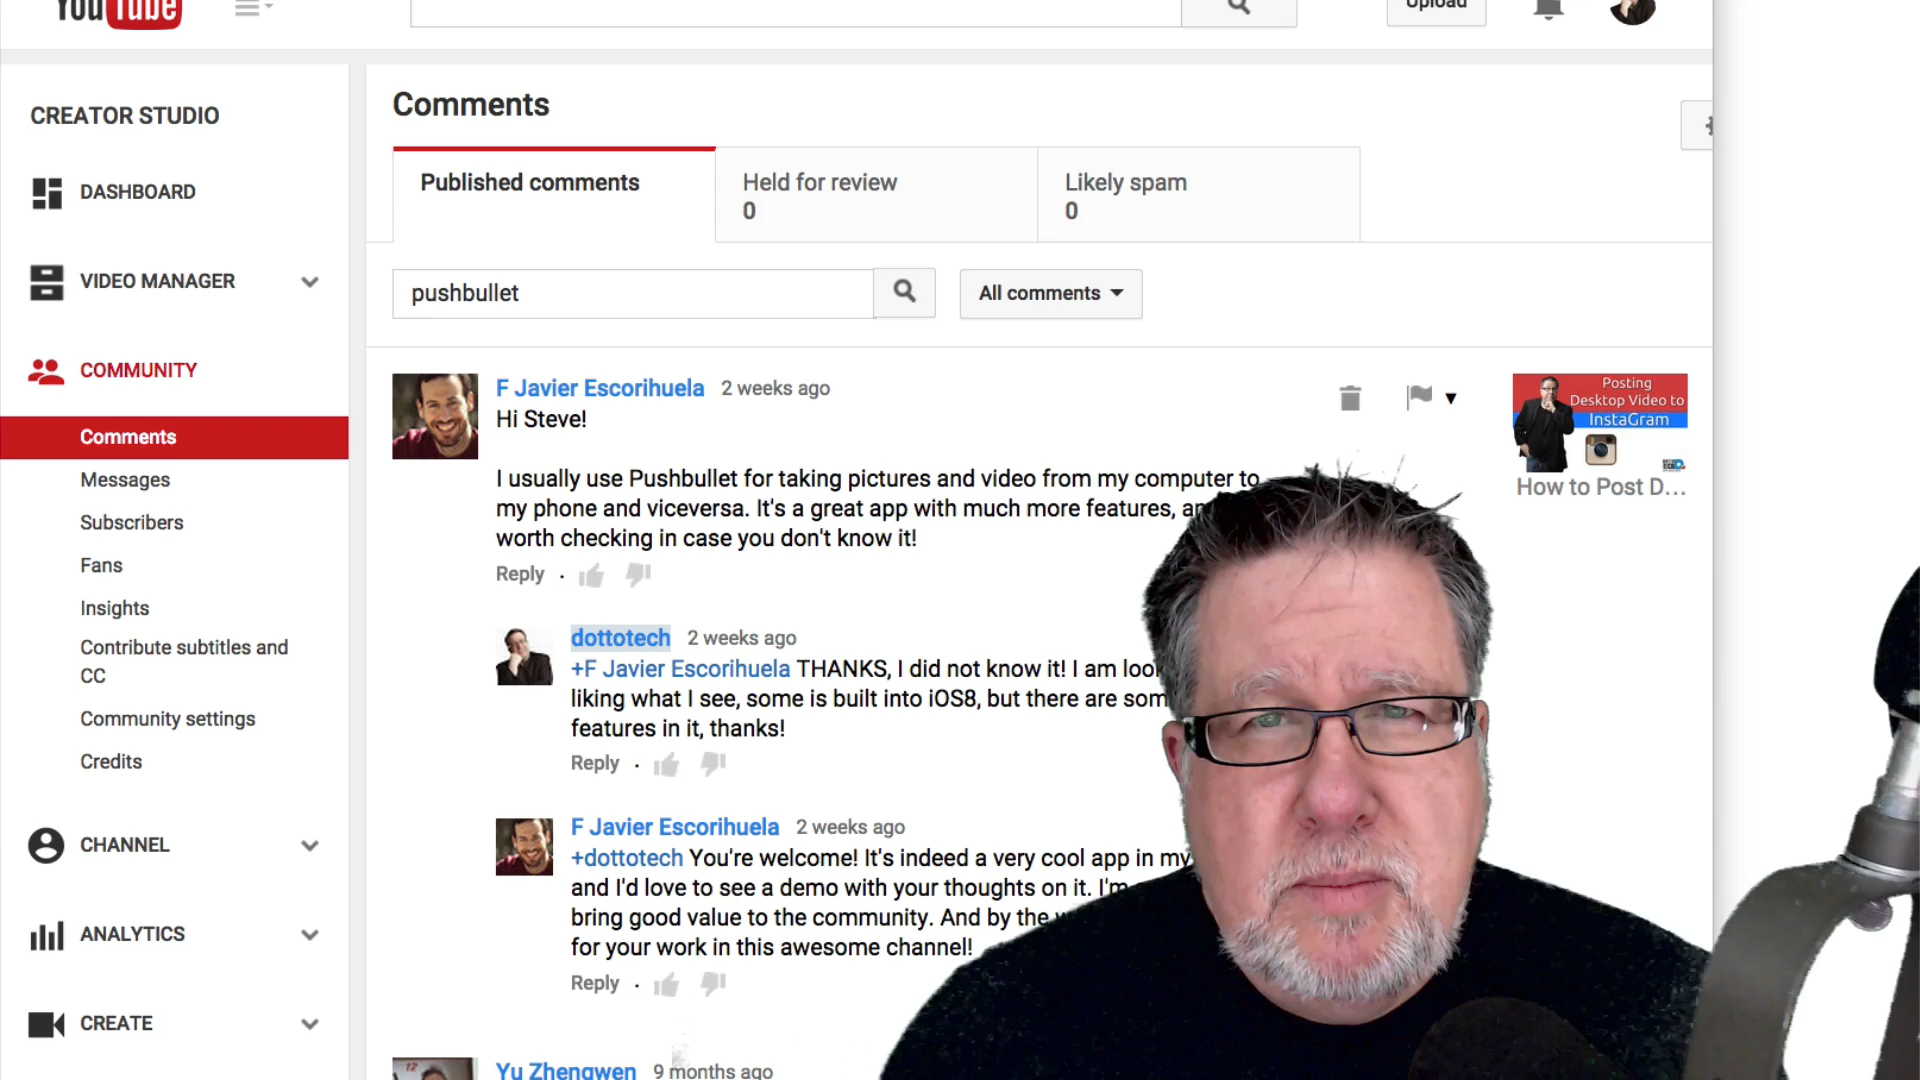 YouTube
Upload
CREATOR STUDIO
DASHBOARD
VIDEO MANAGER
COMMUNITY
Comments
Messages
Subscribers
Fans
Insights
Contribute subtitles and
CC
Community settings
Credits
CHANNEL
ANALYTICS
CREATE
Comments
Published comments
Held for review
0
Likely spam
0
pushbullet
All comments
F Javier Escorihuela 2 weeks ago
Hi Steve!
I usually use Pushbullet for taking pictures and video from my computer to
my phone and viceversa. It's a great app with much more features,
worth checking in case you don't know it!
Reply
dottotech 2 weeks ago
+F Javier Escorihuela THANKS, I did not know it! I am
liking what I see, some is built into iOS8, but there are
features in it, thanks!
Reply
F Javier Escorihuela 2 weeks ago
+dottotech You're welcome! It's indeed a very cool app in my
and I'd love to see a demo with your thoughts on it. I'm
bring good value to the community. And by the
for your work in this awesome channel!
Reply
Yu Zhengwen 9 months ago
Posting
Desktop Video to
InstaGram
How to Post D...